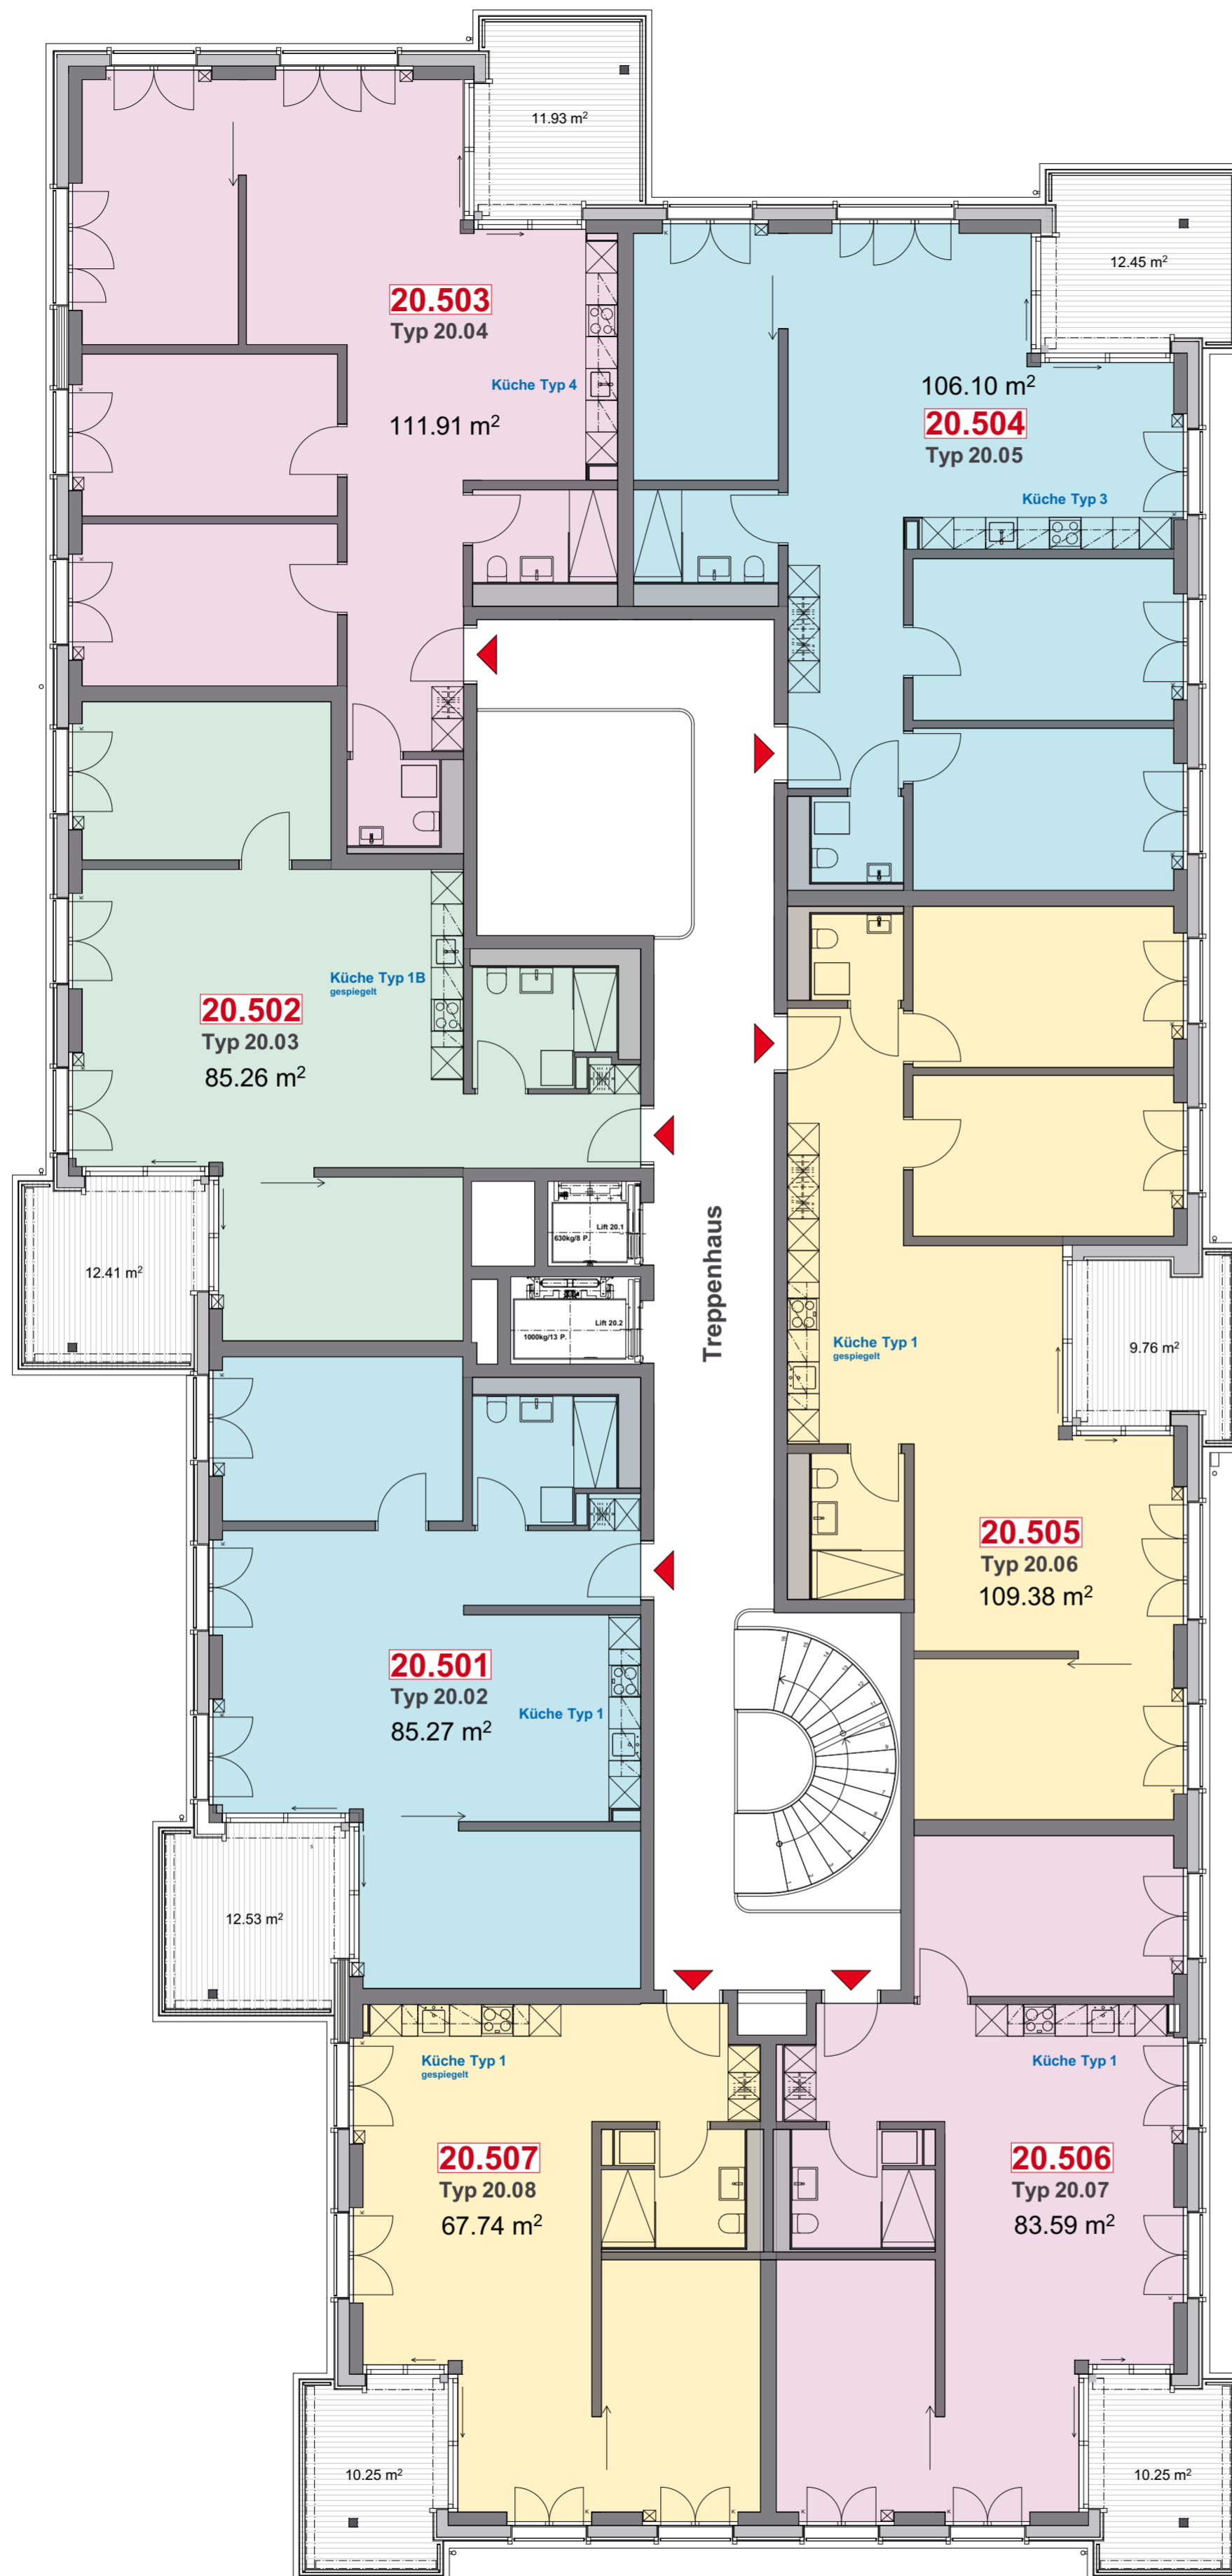 11.93 m²
12.45 m²
20.503
Typ 20.04
Küche Typ 4
111.91 m²
106.10 m²
20.504
Typ 20.05
Küche Typ 3
Küche Typ 1B
gespiegelt
20.502
Typ 20.03
85.26 m²
12.41 m²
Lift 20.1
630kg/8 P.
Lift 20.2
1000kg/13 P.
Treppenhaus
Küche Typ 1
gespiegelt
9.76 m²
20.505
Typ 20.06
109.38 m²
20.501
Typ 20.02
85.27 m²
Küche Typ 1
12.53 m²
Küche Typ 1
gespiegelt
Küche Typ 1
20.507
Typ 20.08
67.74 m²
20.506
Typ 20.07
83.59 m²
10.25 m²
10.25 m²